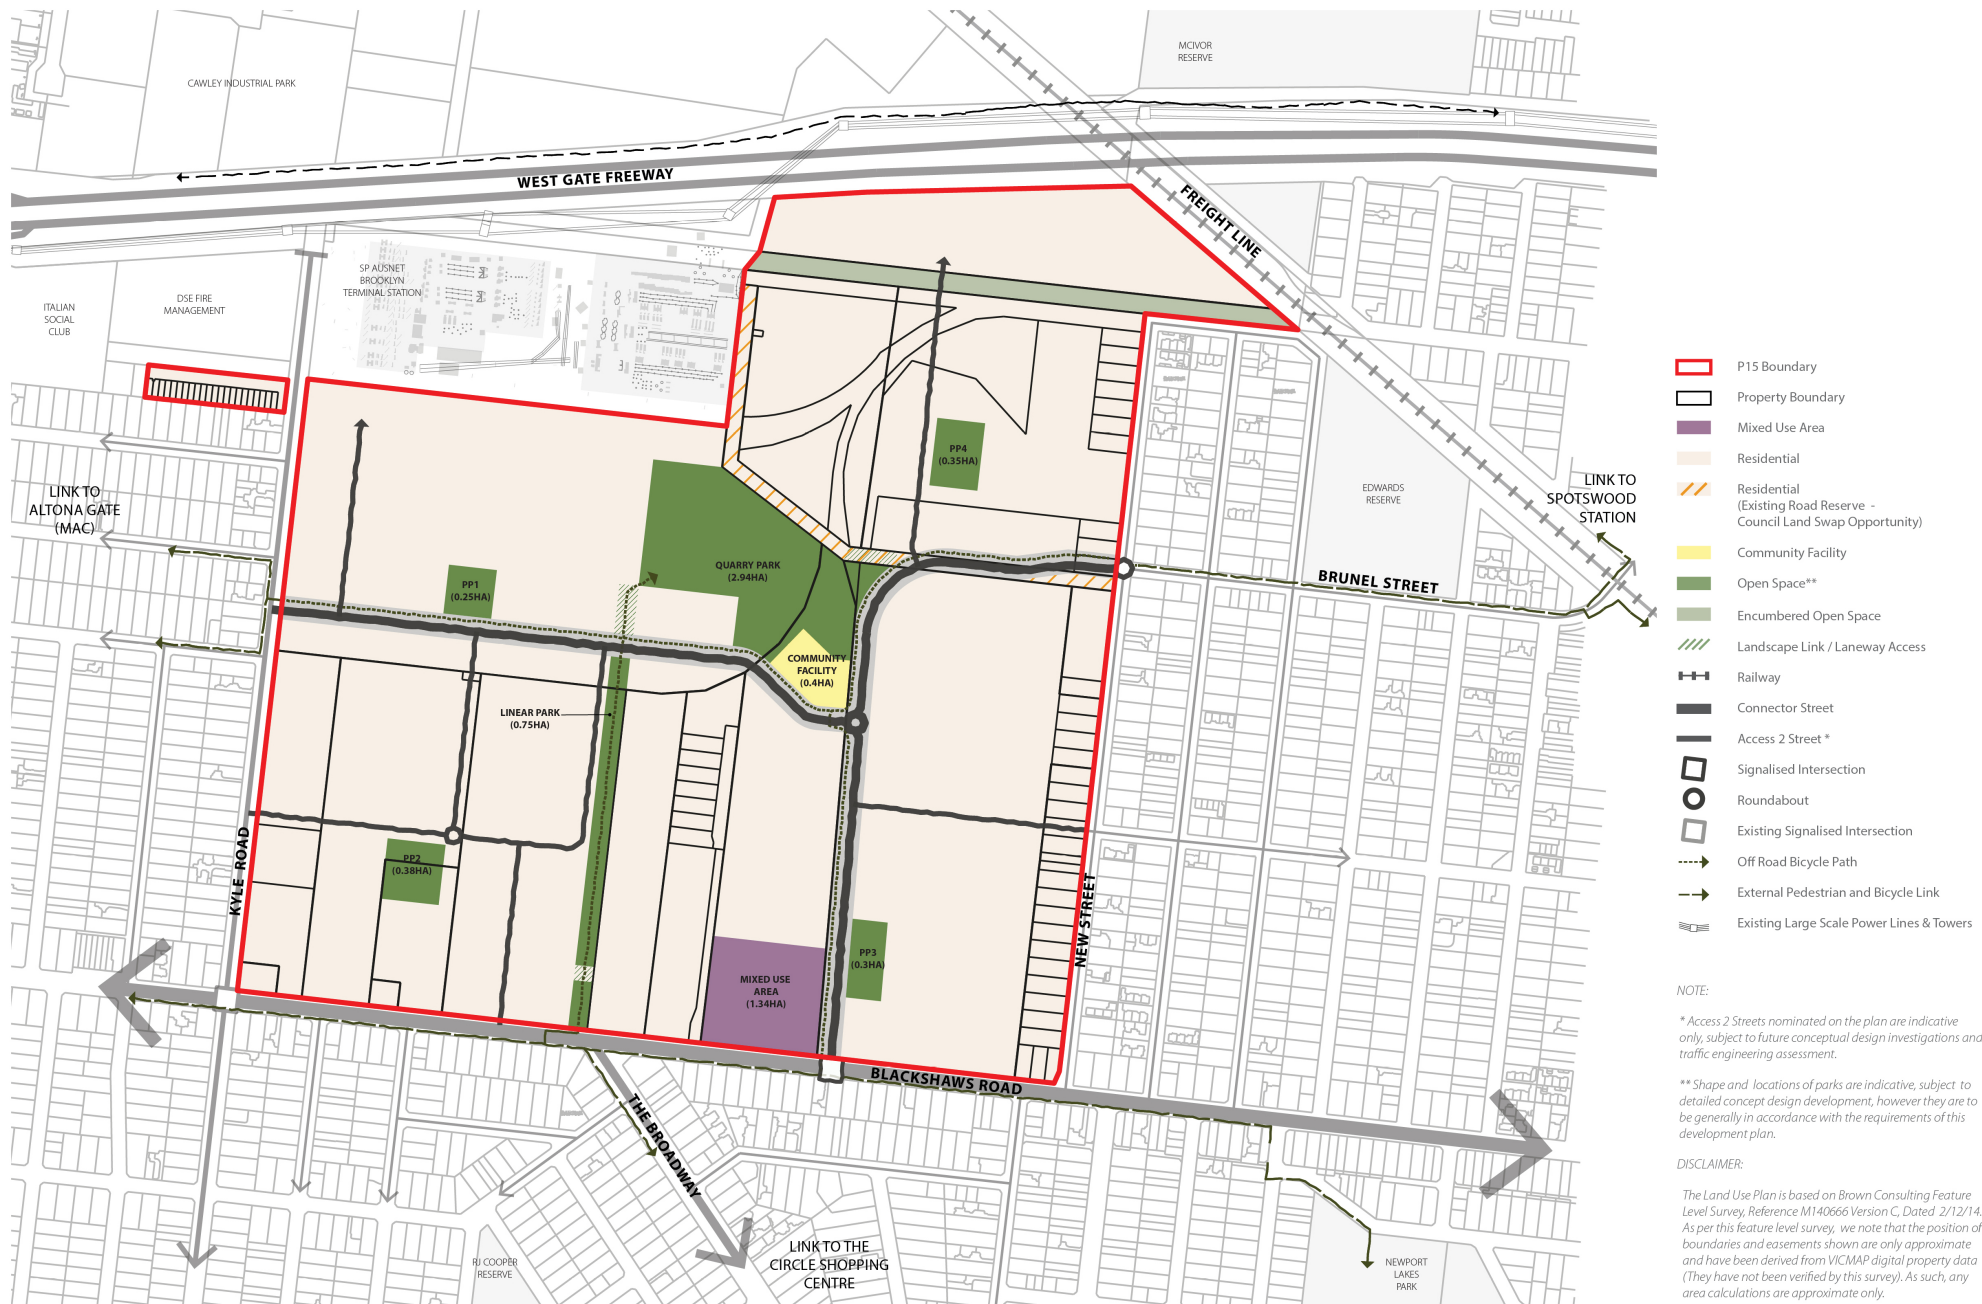 MCIVOR
RESERVE
CAWLEY INDUSTRIAL PARK
WEST GATE FREEWAY
FREIGHT LINE
SP AUSNET
BROOKLYN
TERMINAL STATION
DSE FIRE
MANAGEMENT
ITALIAN
SOCIAL
CLUB
LINK TO
ALTONA GATE
(MAC)
PP4
(0.35HA)
EDWARDS
RESERVE
LINK TO
SPOTSWOOD
STATION
QUARRY PARK
(2.94HA)
PP1
(0.25HA)
BRUNEL STREET
COMMUNITY
FACILITY
(0.4HA)
LINEAR PARK
(0.75HA)
PP2
(0.38HA)
KYLE ROAD
NEW STREET
PP3
(0.3HA)
MIXED USE
AREA
(1.34HA)
BLACKSHAWS ROAD
THE BROADWAY
LINK TO THE
CIRCLE SHOPPING
CENTRE
RJ COOPER
RESERVE
NEWPORT
LAKES
PARK
P15 Boundary
Property Boundary
Mixed Use Area
Residential
Residential
(Existing Road Reserve -
Council Land Swap Opportunity)
Community Facility
Open Space**
Encumbered Open Space
Landscape Link / Laneway Access
Railway
Connector Street
Access 2 Street *
Signalised Intersection
Roundabout
Existing Signalised Intersection
Off Road Bicycle Path
External Pedestrian and Bicycle Link
Existing Large Scale Power Lines & Towers
NOTE:
* Access 2 Streets nominated on the plan are indicative
only, subject to future conceptual design investigations and
traffic engineering assessment.
** Shape and locations of parks are indicative, subject to
detailed concept design development, however they are to
be generally in accordance with the requirements of this
development plan.
DISCLAIMER:
The Land Use Plan is based on Brown Consulting Feature
Level Survey, Reference M140666 Version C, Dated 2/12/14.
As per this feature level survey, we note that the position of
boundaries and easements shown are only approximate
and have been derived from VICMAP digital property data
(They have not been verified by this survey). As such, any
area calculations are approximate only.